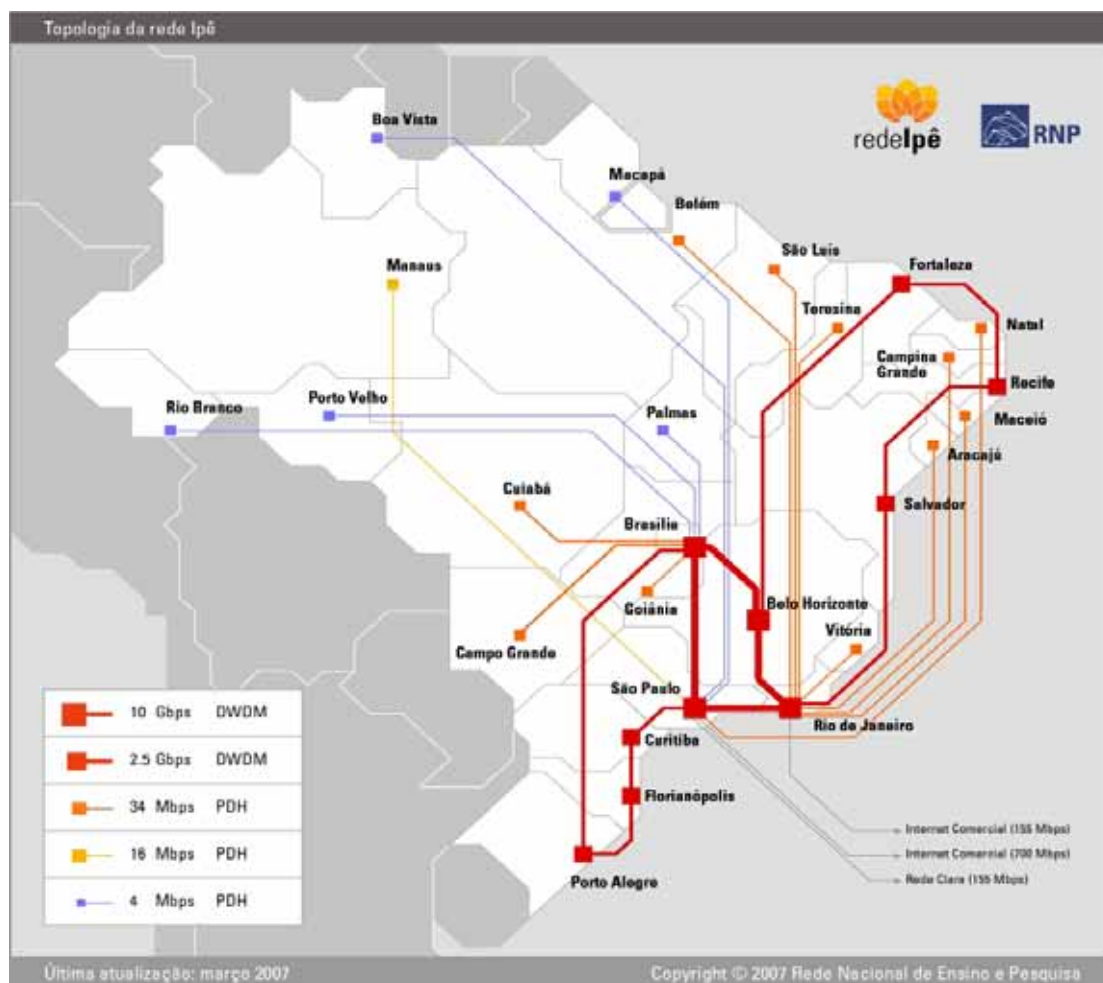 Topologia da rede Ipê
redeIpê
RNP
Boa Vista
Macapá
Belém
São Luís
Fortaleza
Manaus
Teresina
Natal
Campina
Grande
Recife
Porto Velho
Rio Branco
Palmas
Maceió
Aracajú
Cuiabá
Salvador
Brasília
Goiânia
Belo Horizonte
Vitória
Campo Grande
São Paulo
Rio de Janeiro
Curitiba
Florianópolis
Porto Alegre
10 Gbps DWDM
2.5 Gbps DWDM
34 Mbps PDH
16 Mbps PDH
4 Mbps PDH
Internet Comercial (155 Mbps)
Internet Comercial (700 Mbps)
Rede Clara (155 Mbps)
Última atualização: março 2007
Copyright © 2007 Rede Nacional de Ensino e Pesquisa